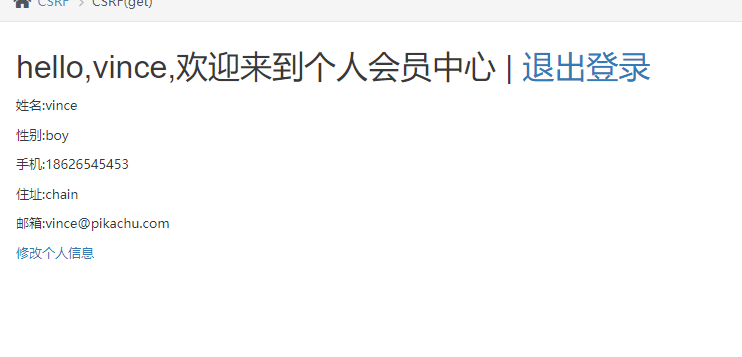 CSRF > CSRF(get)
hello,vince,欢迎来到个人会员中心 | 退出登录
姓名:vince
性别:boy
手机:18626545453
住址:chain
邮箱:vince@pikachu.com
修改个人信息